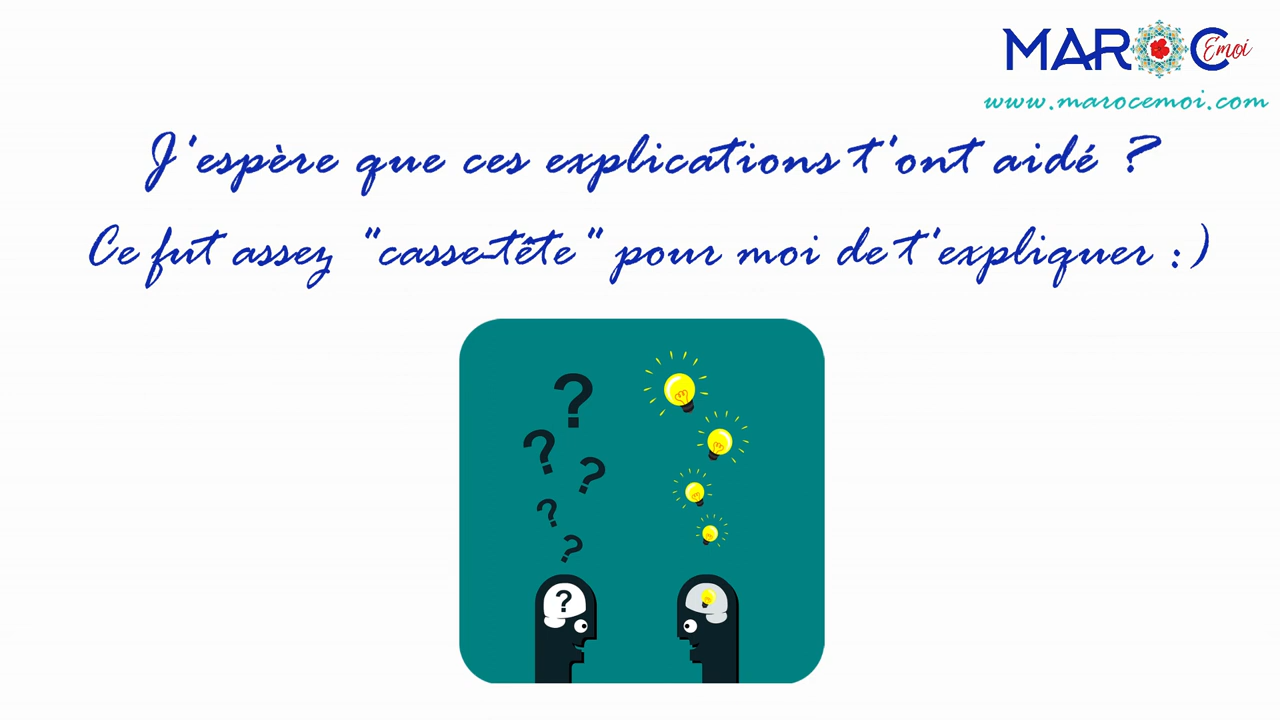 MAROC Emoi
www.marocemoi.com
J'espère que ces explications t'ont aidé ?
Ce fut assez "casse-tête" pour moi de t'expliquer :)
?
?
?
?
?
?